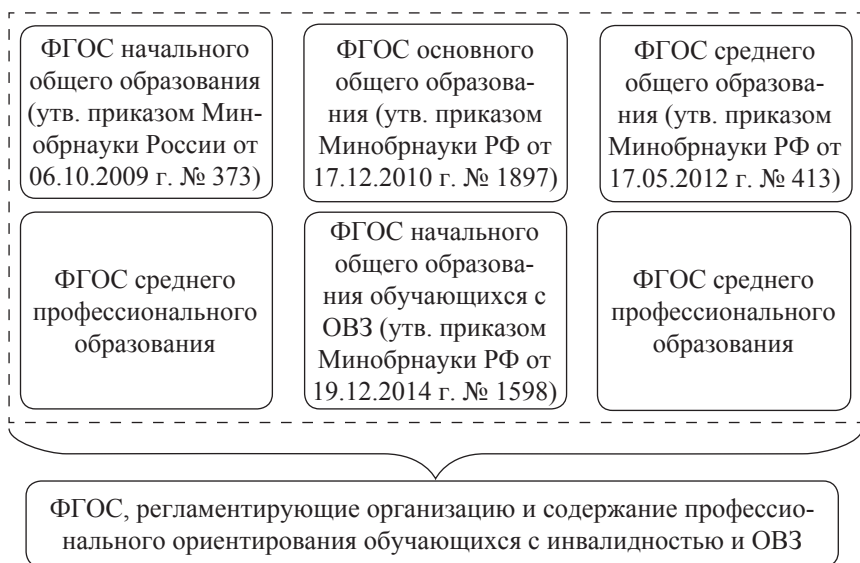 ФГОС начального
общего образования
(утв. приказом Мин-
обрнауки России от
06.10.2009 г. № 373)
ФГОС основного
общего образова-
ния (утв. приказом
Минобрнауки РФ от
17.12.2010 г. № 1897)
ФГОС среднего
общего образова-
ния (утв. приказом
Минобрнауки РФ от
17.05.2012 г. № 413)
ФГОС среднего
профессионального
образования
ФГОС начального
общего образова-
ния обучающихся с
ОВЗ (утв. приказом
Минобрнауки РФ от
19.12.2014 г. № 1598)
ФГОС среднего
профессионального
образования
ФГОС, регламентирующие организацию и содержание профессио-
нального ориентирования обучающихся с инвалидностью и ОВЗ